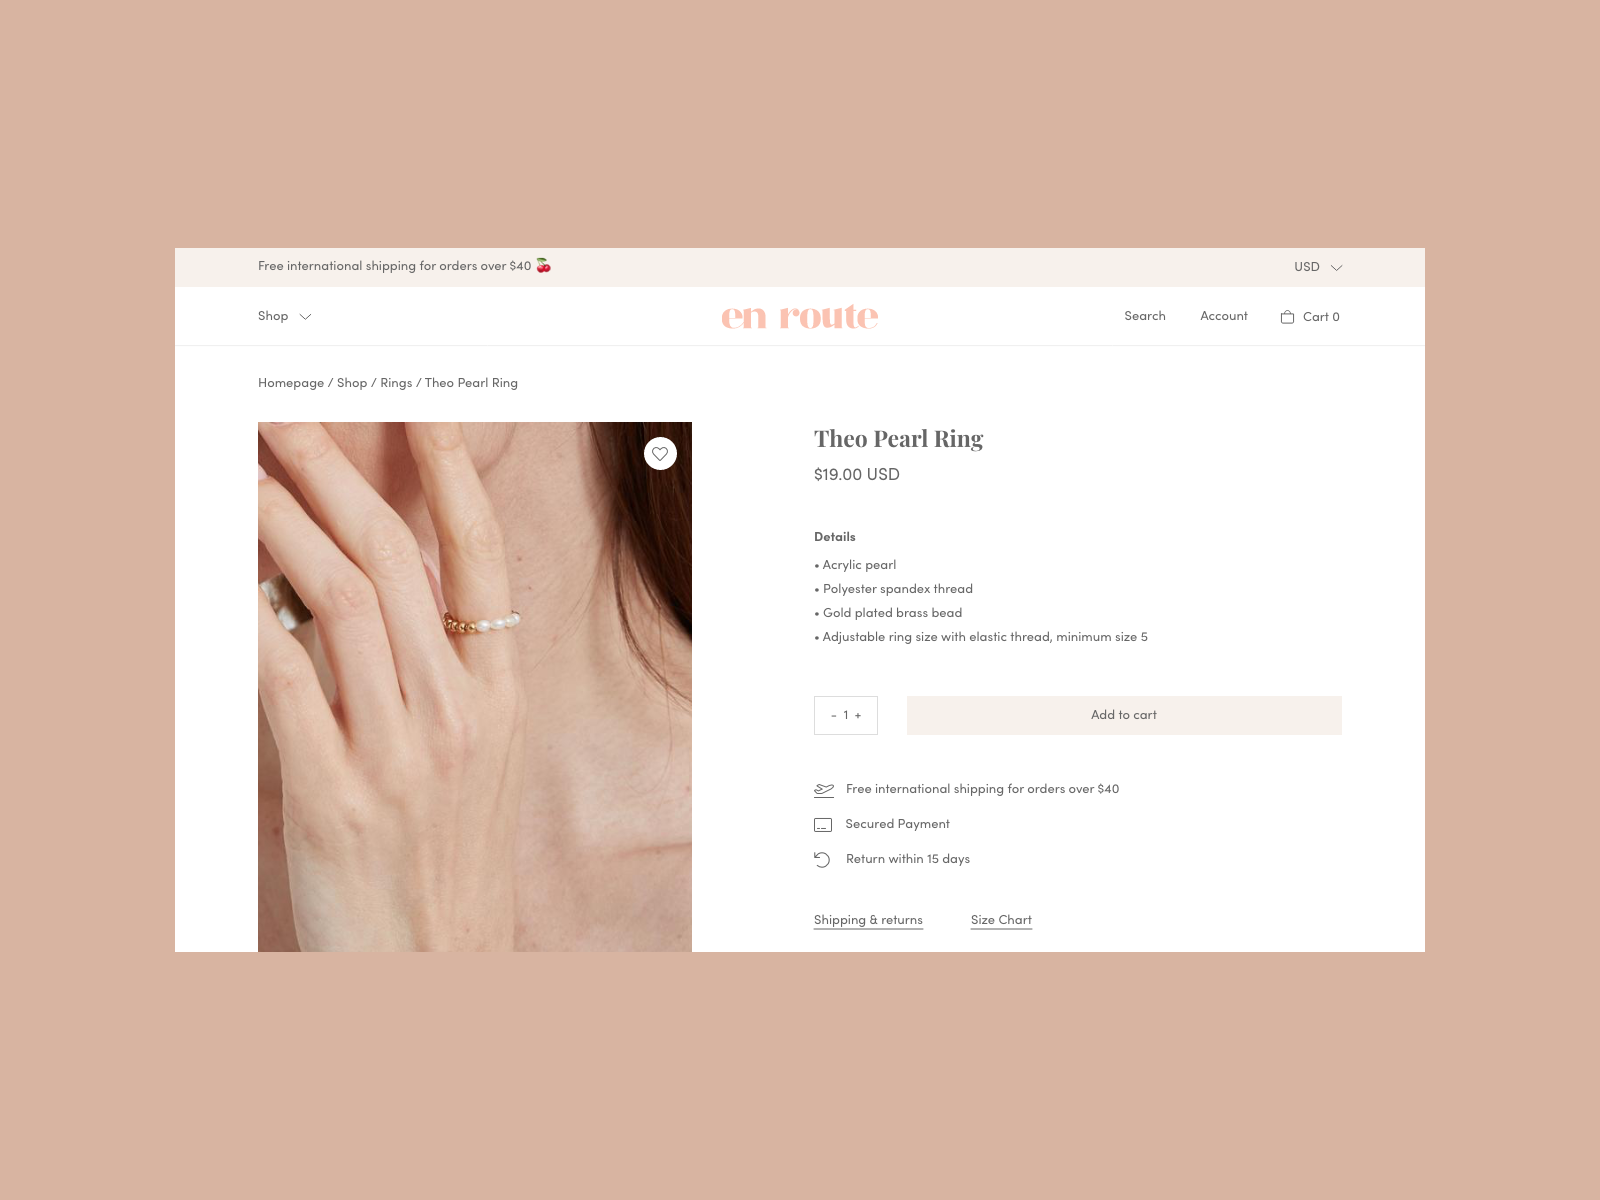 Free international shipping for orders over $40 🍒
USD
Shop
en route
Search
Account
Cart 0
Homepage / Shop / Rings / Theo Pearl Ring
Theo Pearl Ring
$19.00 USD
Details
• Acrylic pearl
• Polyester spandex thread
• Gold plated brass bead
• Adjustable ring size with elastic thread, minimum size 5
- 1 +
Add to cart
Free international shipping for orders over $40
Secured Payment
Return within 15 days
Shipping & returns
Size Chart